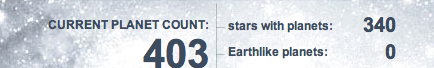 CURRENT PLANET COUNT:
403
stars with planets: 340
Earthlike planets: 0